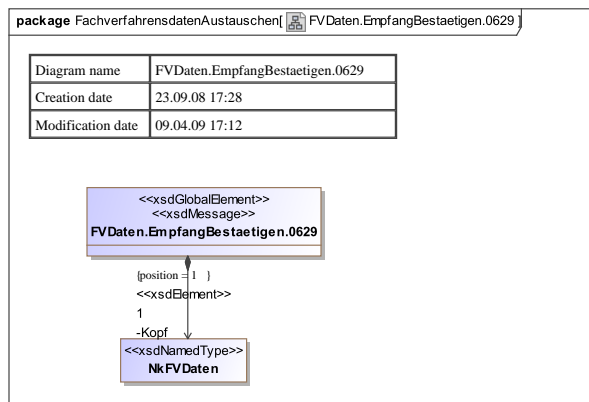 package FachverfahrensdatenAustauschen[ FVDaten.EmpfangBestaetigen.0629 ]
Diagram name FVDaten.EmpfangBestaetigen.0629
Creation date 23.09.08 17:28
Modification date 09.04.09 17:12
<<xsdGlobalElement>>
<<xsdMessage>>
FVDaten.EmpfangBestaetigen.0629
{position = 1 }
<<xsdElement>>
1
-Kopf
<<xsdNamedType>>
NkFVDaten